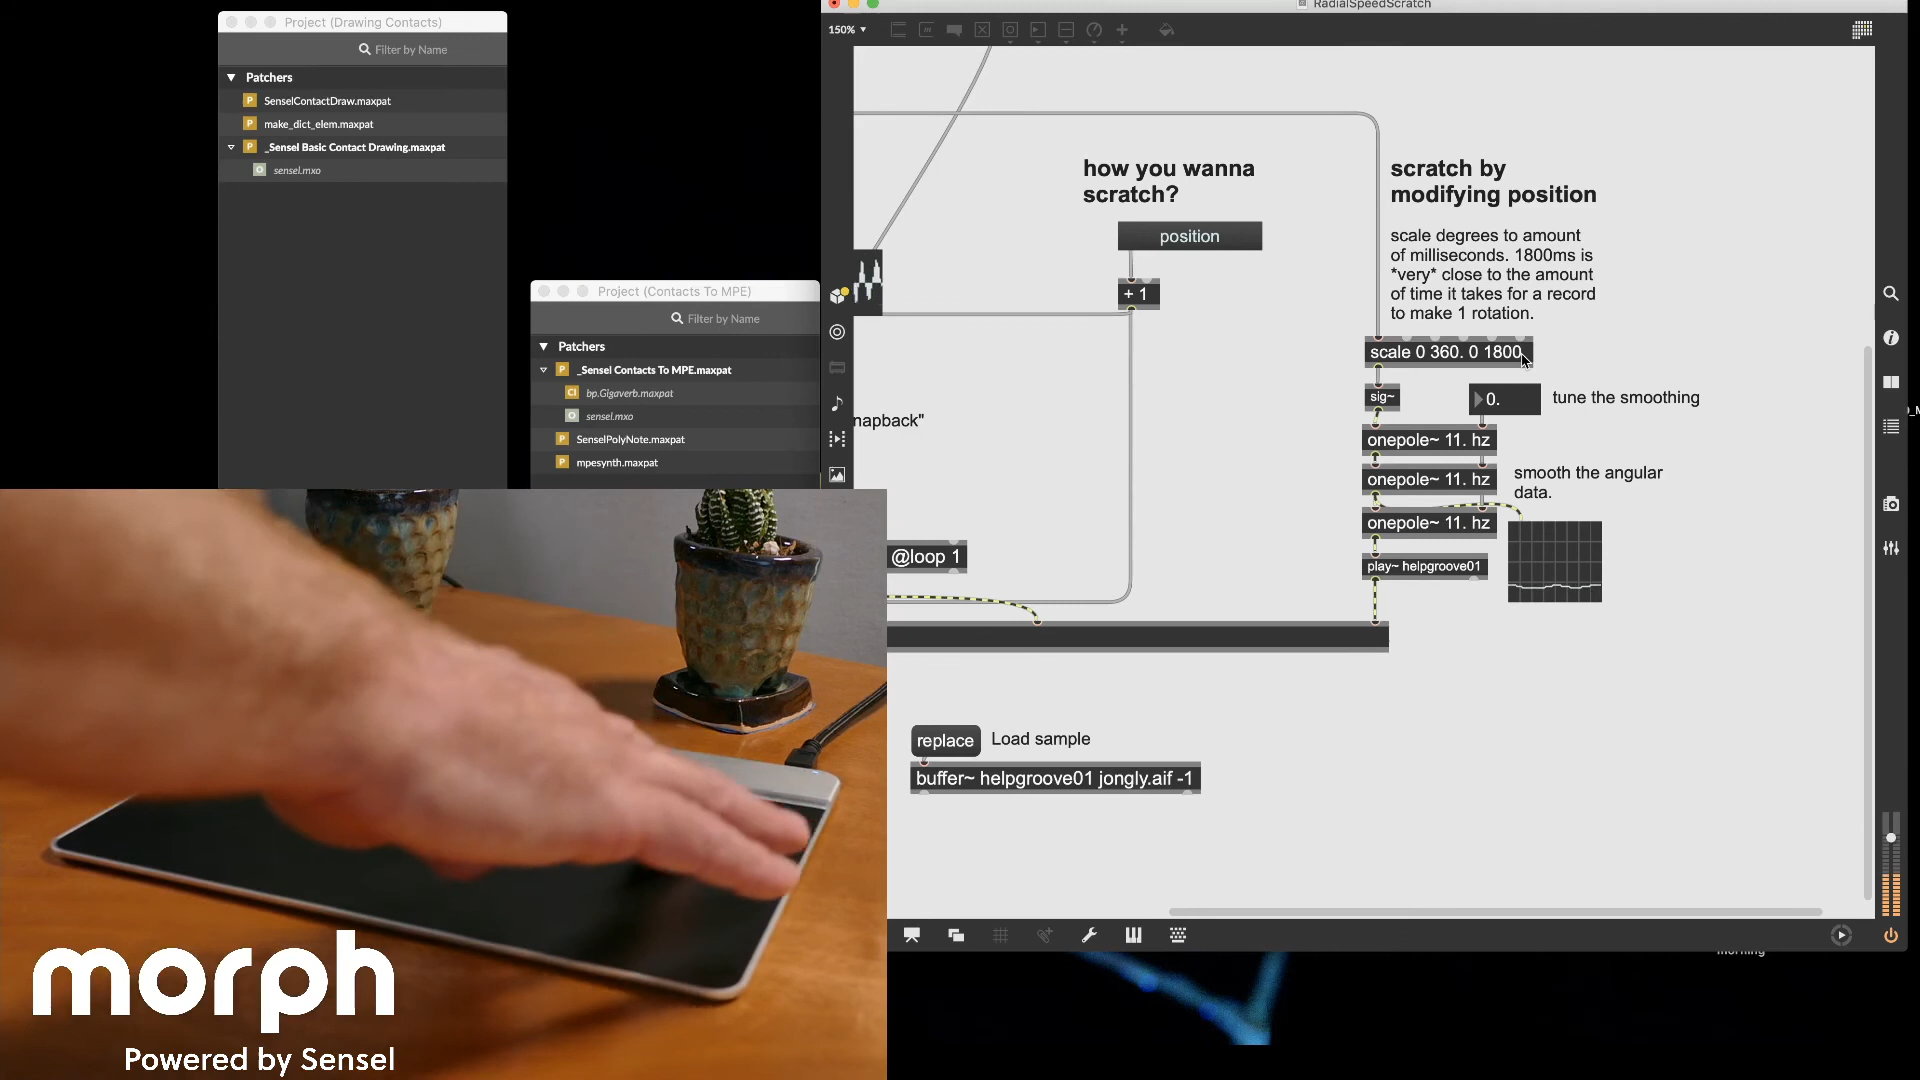 Project (Drawing Contacts)
Filter by Name
Patchers
SenselContactDraw.maxpat
make_dict_elem.maxpat
_Sensel Basic Contact Drawing.maxpat
sensel.mxo
Project (Contacts To MPE)
Filter by Name
Patchers
_Sensel Contacts To MPE.maxpat
bp.Gigaverb.maxpat
sensel.mxo
SenselPolyNote.maxpat
mpesynth.maxpat
RadialSpeedScratch
150%
how you wanna
scratch?
position
+ 1
napback"
@loop 1
scratch by
modifying position
scale degrees to amount
of milliseconds. 1800ms is
*very* close to the amount
of time it takes for a record
to make 1 rotation.
scale 0 360. 0 1800.
sig~
0.
tune the smoothing
onepole~ 11. hz
onepole~ 11. hz
smooth the angular
data.
onepole~ 11. hz
play~ helpgroove01
replace
Load sample
buffer~ helpgroove01 jongly.aif -1
morning
morph
Powered by Sensel